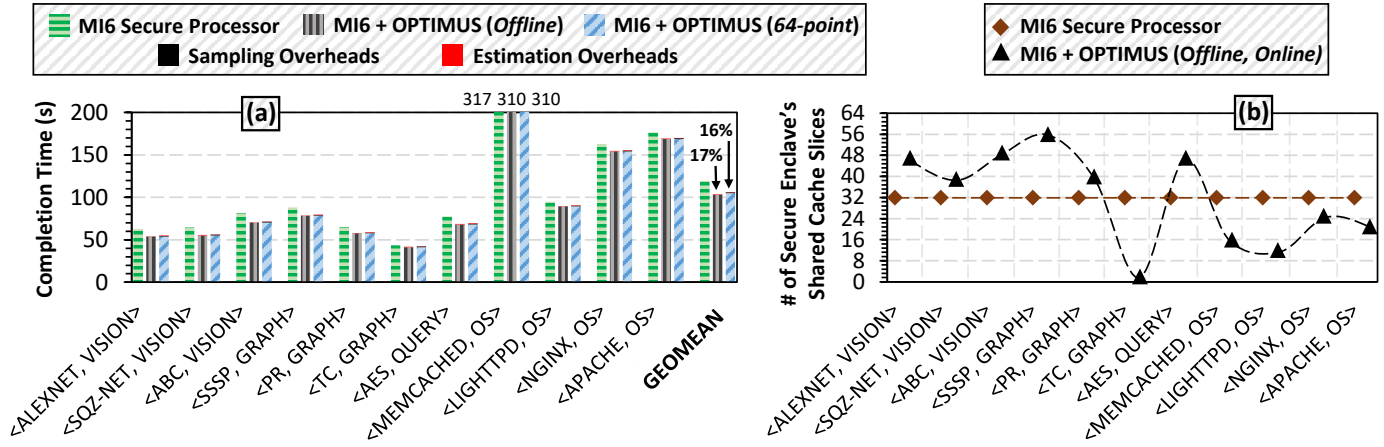 MI6 Secure Processor
MI6 + OPTIMUS (Offline)
MI6 + OPTIMUS (64-point)
Sampling Overheads
Estimation Overheads
Completion Time (s)
(a)
317 310 310
200
150
100
50
0
16%
17%
<ALEXNET, VISION>
<SQZ-NET, VISION>
<ABC, VISION>
<SSSP, GRAPH>
<PR, GRAPH>
<TC, GRAPH>
<AES, QUERY>
<MEMCACHED, OS>
<LIGHTTPD, OS>
<NGINX, OS>
<APACHE, OS>
GEOMEAN
MI6 Secure Processor
MI6 + OPTIMUS (Offline, Online)
# of Secure Enclave's
Shared Cache Slices
(b)
64
56
48
40
32
24
16
8
0
<ALEXNET, VISION>
<SQZ-NET, VISION>
<ABC, VISION>
<SSSP, GRAPH>
<PR, GRAPH>
<TC, GRAPH>
<AES, QUERY>
<MEMCACHED, OS>
<LIGHTTPD, OS>
<NGINX, OS>
<APACHE, OS>